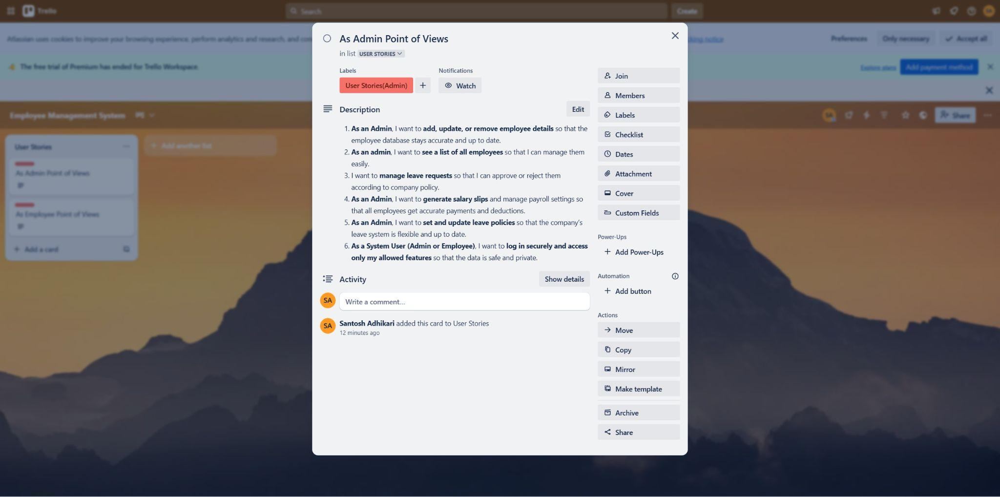 Trello
Search
Create
Atlassian uses cookies to improve your browsing experience, perform analytics and research, and
king notice
Preferences
Only necessary
Accept all
The free trial of Premium has ended for Trello Workspace.
Explore plans
Add payment method
Employee Management System
SA
Share
User Stories
As Admin Point of Views
As Employee Point of Views
+ Add a card
+ Add another list
As Admin Point of Views
in list USER STORIES
Labels
User Stories(Admin)
+
Notifications
Watch
Description
Edit
1. As an Admin, I want to add, update, or remove employee details so that the
employee database stays accurate and up to date.
2. As an admin, I want to see a list of all employees so that I can manage them
easily.
3. I want to manage leave requests so that I can approve or reject them
according to company policy.
4. As an Admin, I want to generate salary slips and manage payroll settings so
that all employees get accurate payments and deductions.
5. As an Admin, I want to set and update leave policies so that the company's
leave system is flexible and up to date.
6. As a System User (Admin or Employee), I want to log in securely and access
only my allowed features so that the data is safe and private.
Activity
Show details
SA
Write a comment...
SA
Santosh Adhikari added this card to User Stories
12 minutes ago
Join
Members
Labels
Checklist
Dates
Attachment
Cover
Custom Fields
Power-Ups
+ Add Power-Ups
Automation
+ Add button
Actions
Move
Copy
Mirror
Make template
Archive
Share